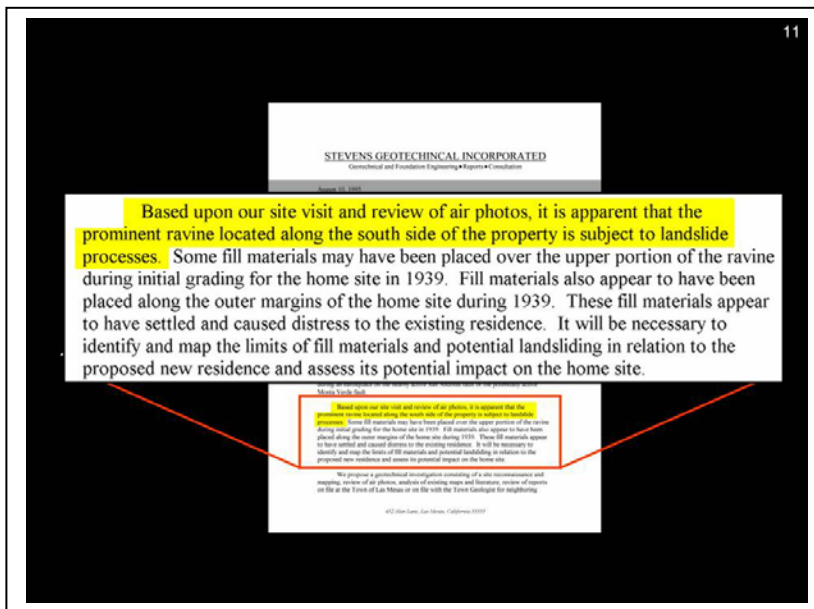 11
STEVENS GEOTECHINCAL INCORPORATED
Geotechnical and Foundation Engineering■Reports■Consultation
August 10, 1995
Based upon our site visit and review of air photos, it is apparent that the
prominent ravine located along the south side of the property is subject to landslide
processes. Some fill materials may have been placed over the upper portion of the ravine
during initial grading for the home site in 1939. Fill materials also appear to have been
placed along the outer margins of the home site during 1939. These fill materials appear
to have settled and caused distress to the existing residence. It will be necessary to
identify and map the limits of fill materials and potential landsliding in relation to the
proposed new residence and assess its potential impact on the home site.
Monta Verde fault
Based upon our site visit and review of air photos, it is apparent that the
prominent ravine located along the south side of the property is subject to landslide
processes. Some fill materials may have been placed over the upper portion of the ravine
during initial grading for the home site in 1939. Fill materials also appear to have been
placed along the outer margins of the home site during 1939. These fill materials appear
to have settled and caused distress to the existing residence. It will be necessary to
identify and map the limits of fill materials and potential landsliding in relation to the
proposed new residence and assess its potential impact on the home site.
We propose a geotechnical investigation consisting of a site reconnaissance and
mapping, review of air photos, analysis of existing maps and literature, review of reports
on file at the Town of Las Mesas or on file with the Town Geologist for neighboring
452 Alan Lane, Las Mesas, California 55555